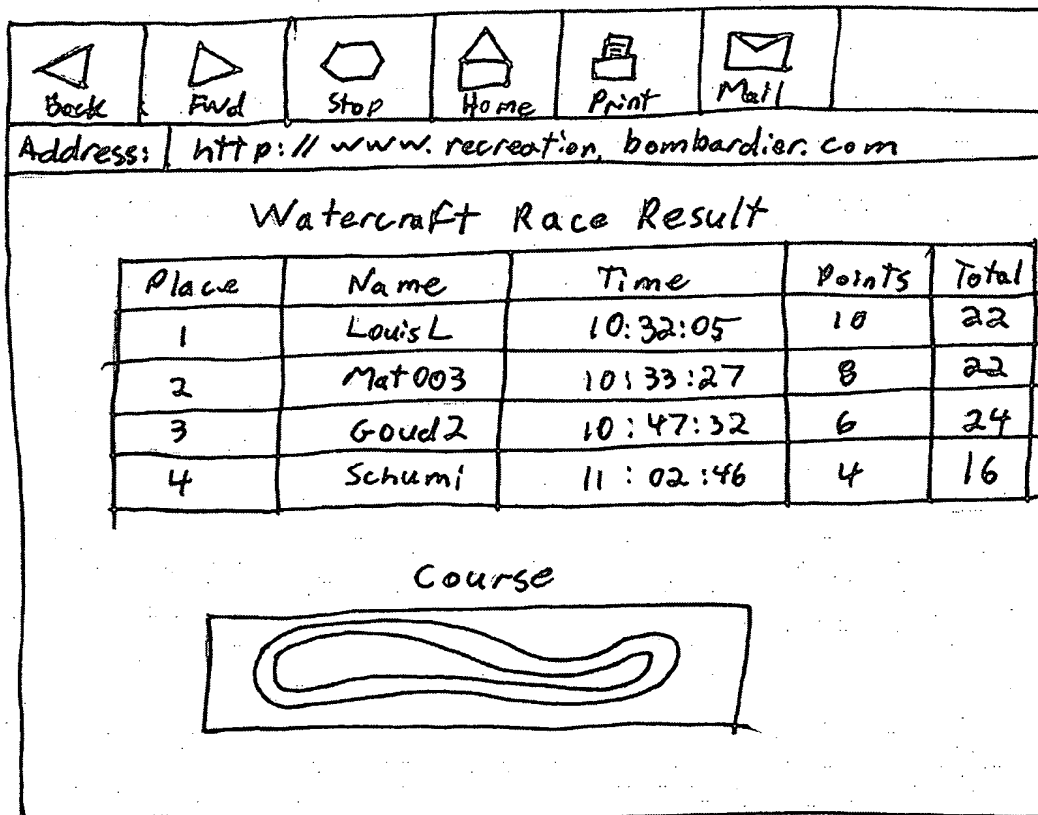 Back Fwd Stop Home Print Mail
Address: http://www.recreation.bombardier.com
Watercraft Race Result
Place Name Time Points Total
1 LouisL 10:32:05 10 22
2 Mat003 10:33:27 8 22
3 Goud2 10:47:32 6 24
4 Schumi 11:02:46 4 16
Course